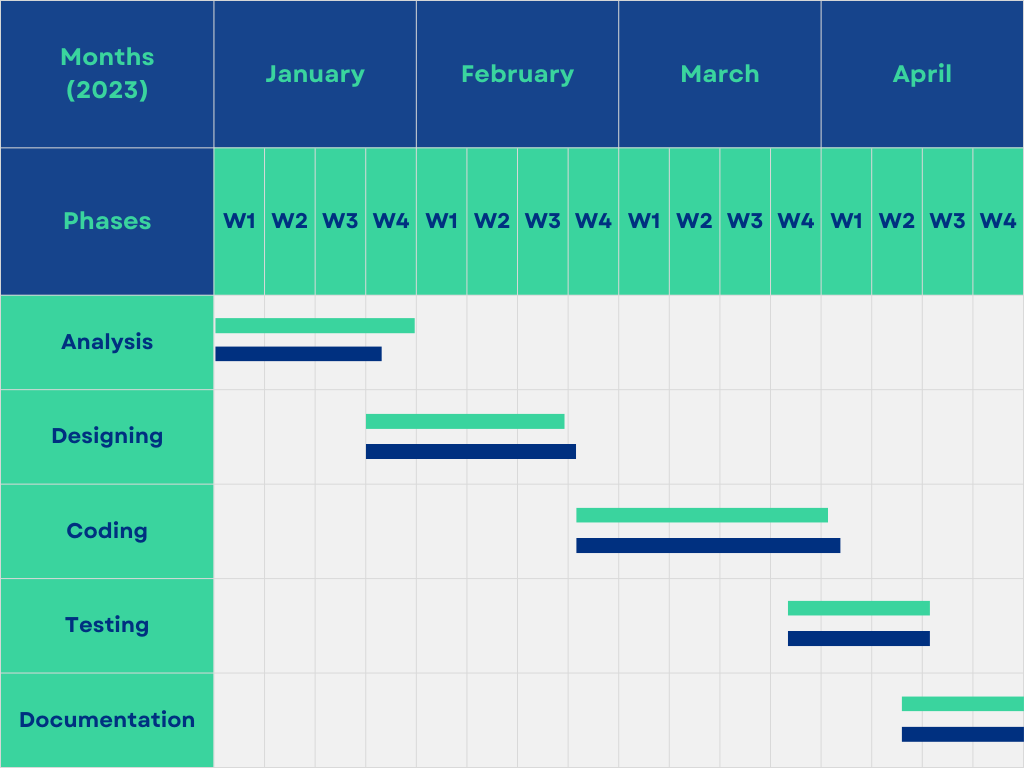 Months
(2023)
January
February
March
April
Phases
W1 W2 W3 W4 W1 W2 W3 W4 W1 W2 W3 W4 W1 W2 W3 W4
Analysis
Designing
Coding
Testing
Documentation